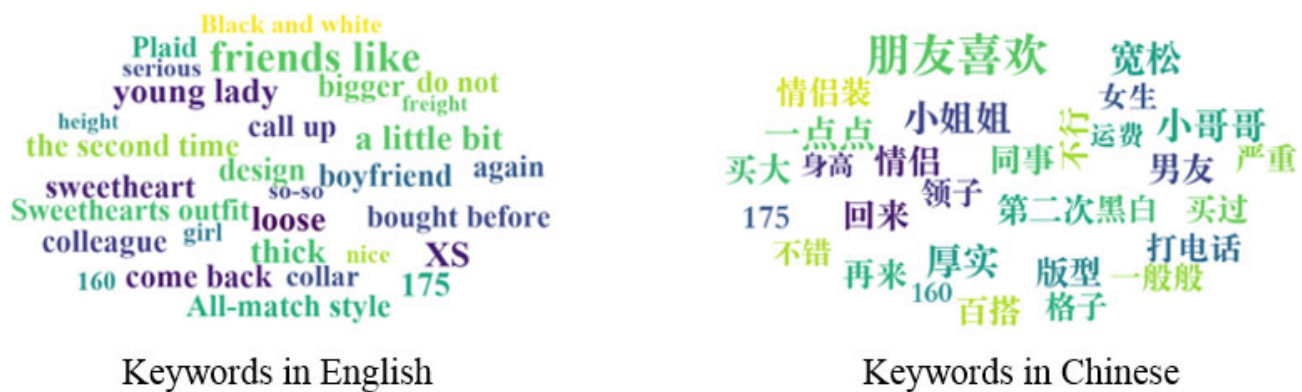 Black and white
Plaid friends like
serious
young lady bigger do not
freight
height call up a little bit
the second time
design boyfriend again
sweetheart so-so
Sweethearts outfit loose bought before
colleague girl thick nice XS
160 come back collar 175
All-match style
Keywords in English
朋友喜欢 宽松
情侣装 女生
一点点 小姐姐 不行 运费 小哥哥
买大 身高 情侣 同事 男友 严重
175 回来 领子 第二次 黑白 买过
不错 再来 厚实 版型 打电话
160 一般般
百搭 格子
Keywords in Chinese